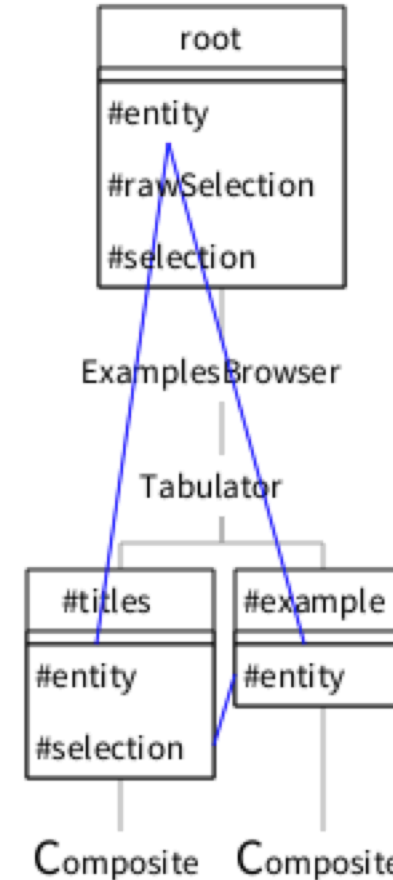 root
#entity
#rawSelection
#selection
ExamplesBrowser
Tabulator
#titles
#entity
#selection
#example
#entity
Composite
Composite